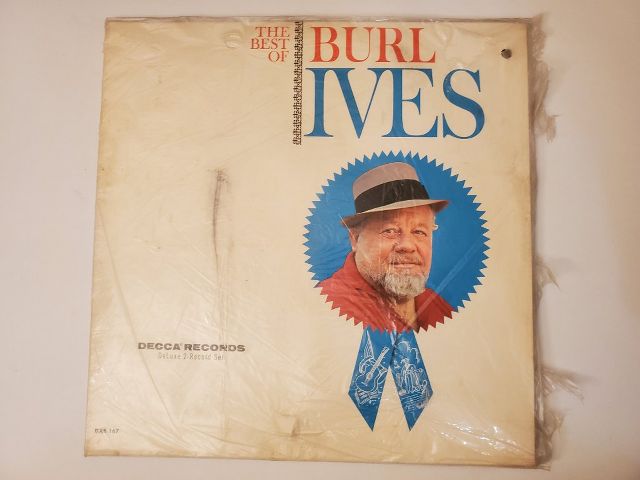 THE
BEST
OF
BURL
IVES
DECCA RECORDS
DeLuxe 2-Record Set